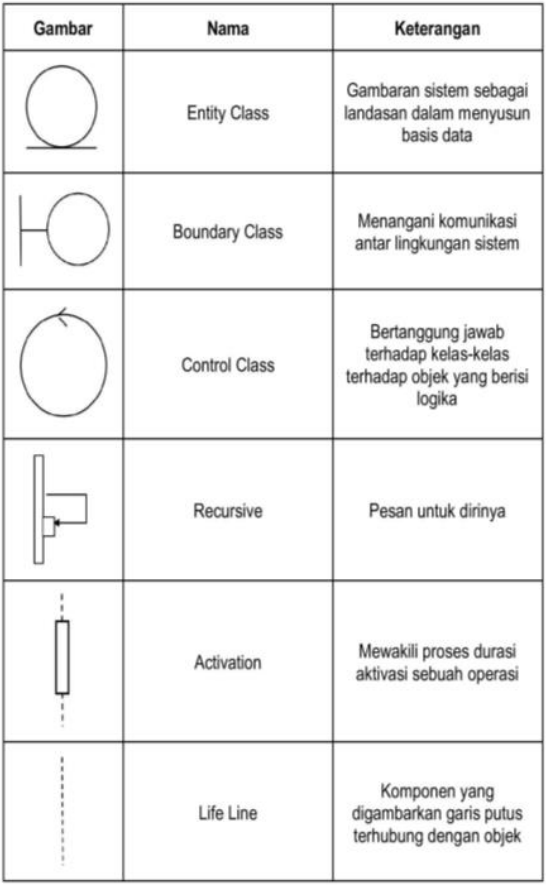 Gambar Nama Keterangan
Entity Class
Gambaran sistem sebagai
landasan dalam menyusun
basis data
Boundary Class
Menangani komunikasi
antar lingkungan sistem
Control Class
Bertanggung jawab
terhadap kelas-kelas
terhadap objek yang berisi
logika
Recursive
Pesan untuk dirinya
Activation
Mewakili proses durasi
aktivasi sebuah operasi
Life Line
Komponen yang
digambarkan garis putus
terhubung dengan objek